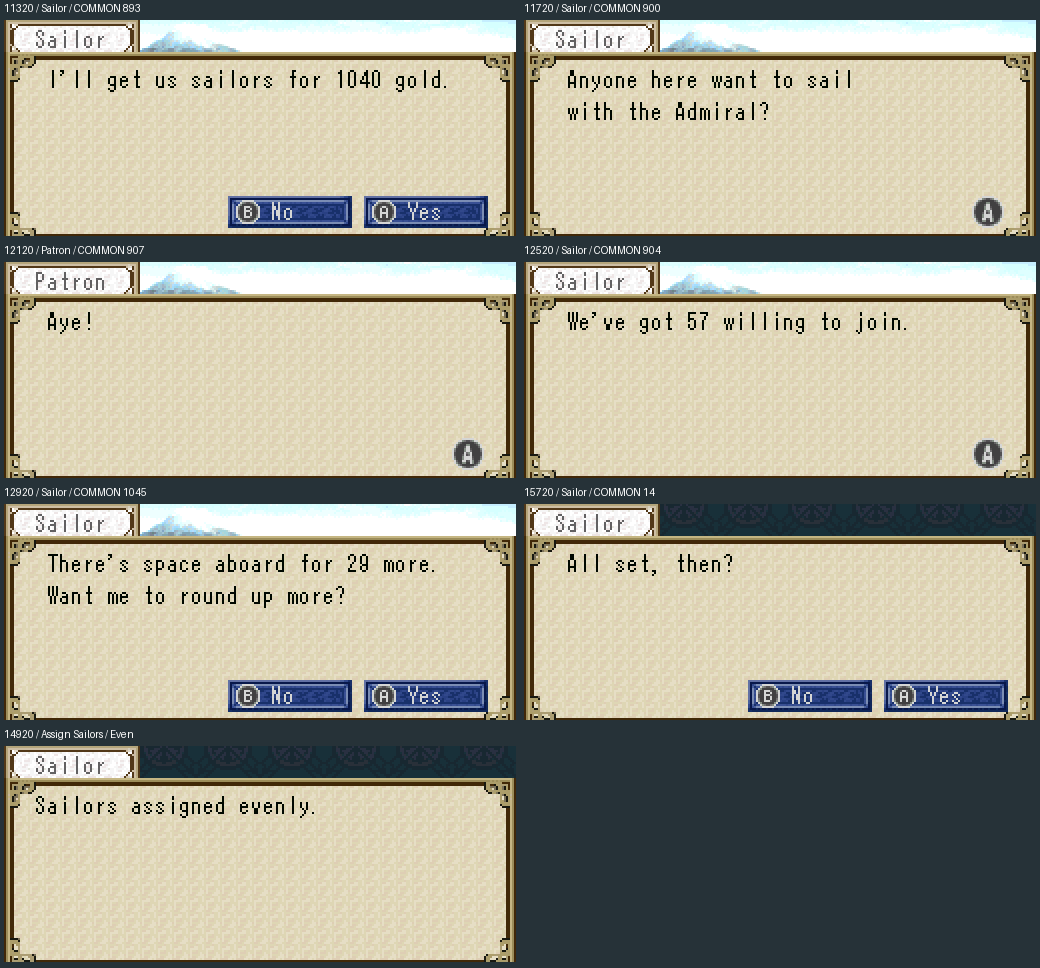 11320 / Sailor / COMMON 893
Sailor
I'll get us sailors for 1040 gold.
B No
A Yes
11720 / Sailor / COMMON 900
Sailor
Anyone here want to sail
with the Admiral?
A
12120 / Patron / COMMON 907
Patron
Aye!
A
12520 / Sailor / COMMON 904
Sailor
We've got 57 willing to join.
A
12920 / Sailor / COMMON 1045
Sailor
There's space aboard for 29 more.
Want me to round up more?
B No
A Yes
15720 / Sailor / COMMON 14
Sailor
All set, then?
B No
A Yes
14920 / Assign Sailors / Even
Sailor
Sailors assigned evenly.